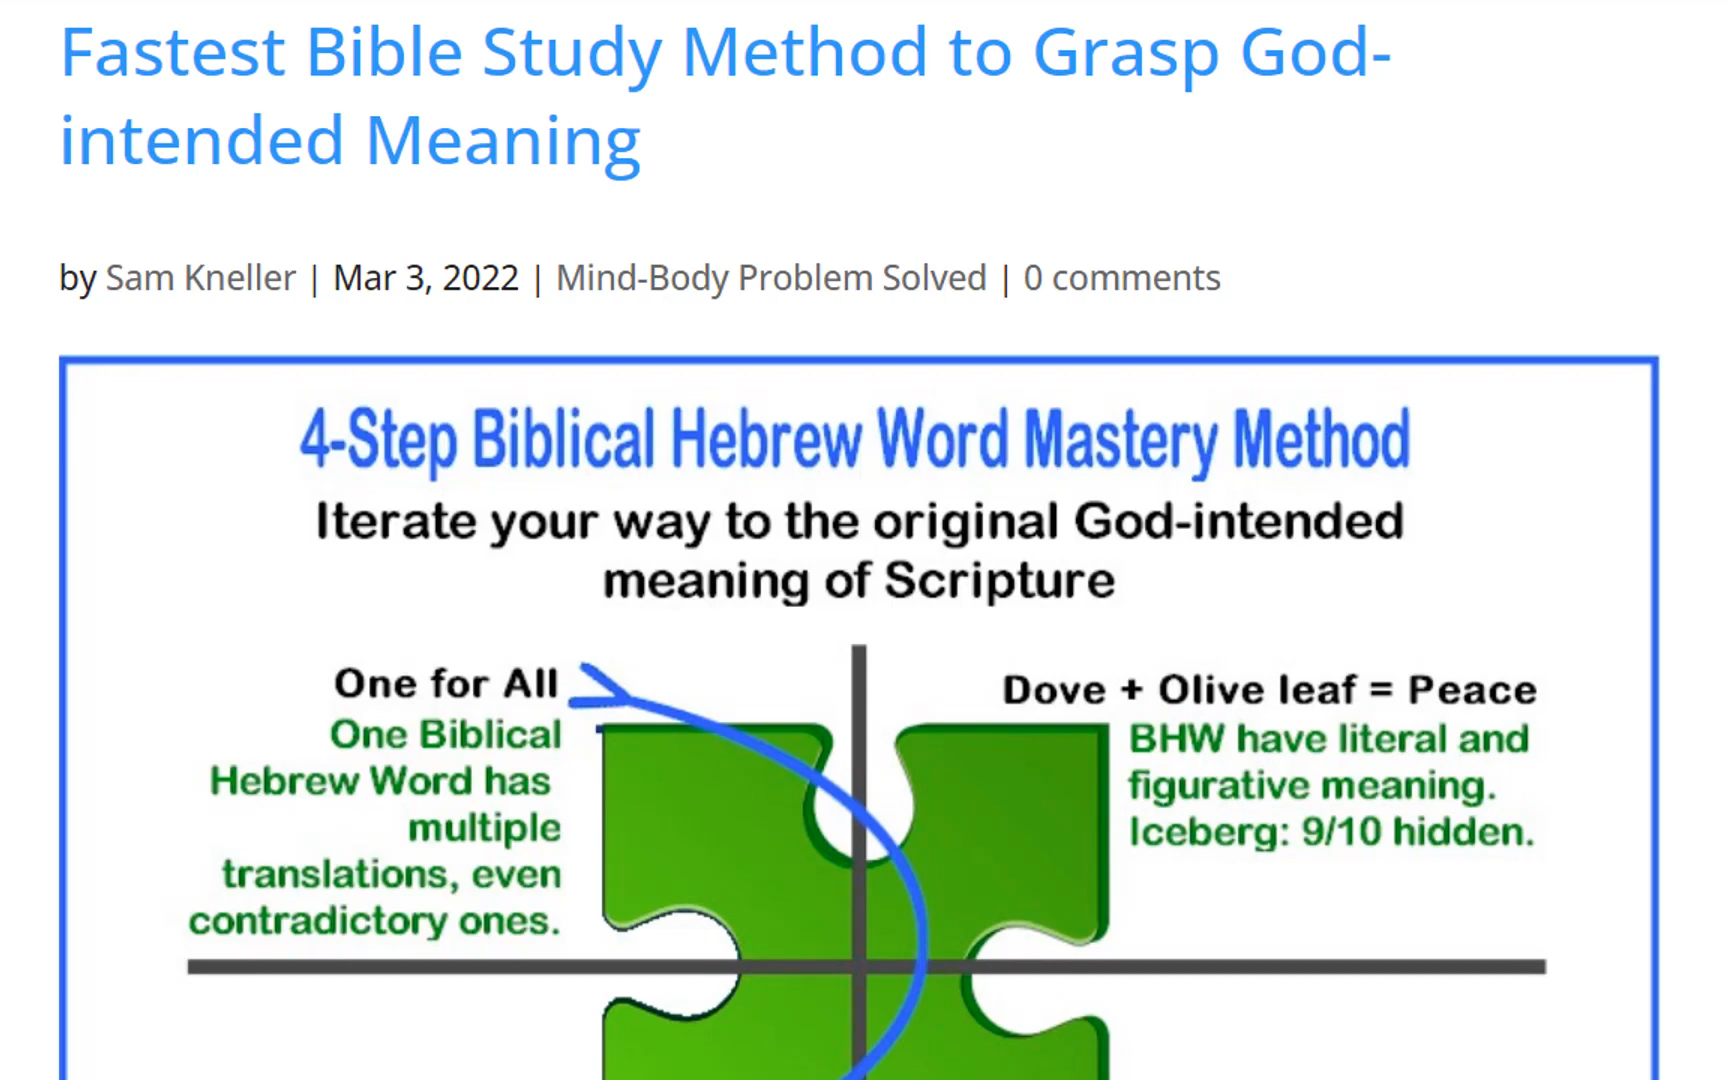 Fastest Bible Study Method to Grasp God-
intended Meaning
by Sam Kneller | Mar 3, 2022 | Mind-Body Problem Solved | 0 comments
4-Step Biblical Hebrew Word Mastery Method
Iterate your way to the original God-intended
meaning of Scripture
One for All
One Biblical
Hebrew Word has
multiple
translations, even
contradictory ones.
Dove + Olive leaf = Peace
BHW have literal and
figurative meaning.
Iceberg: 9/10 hidden.